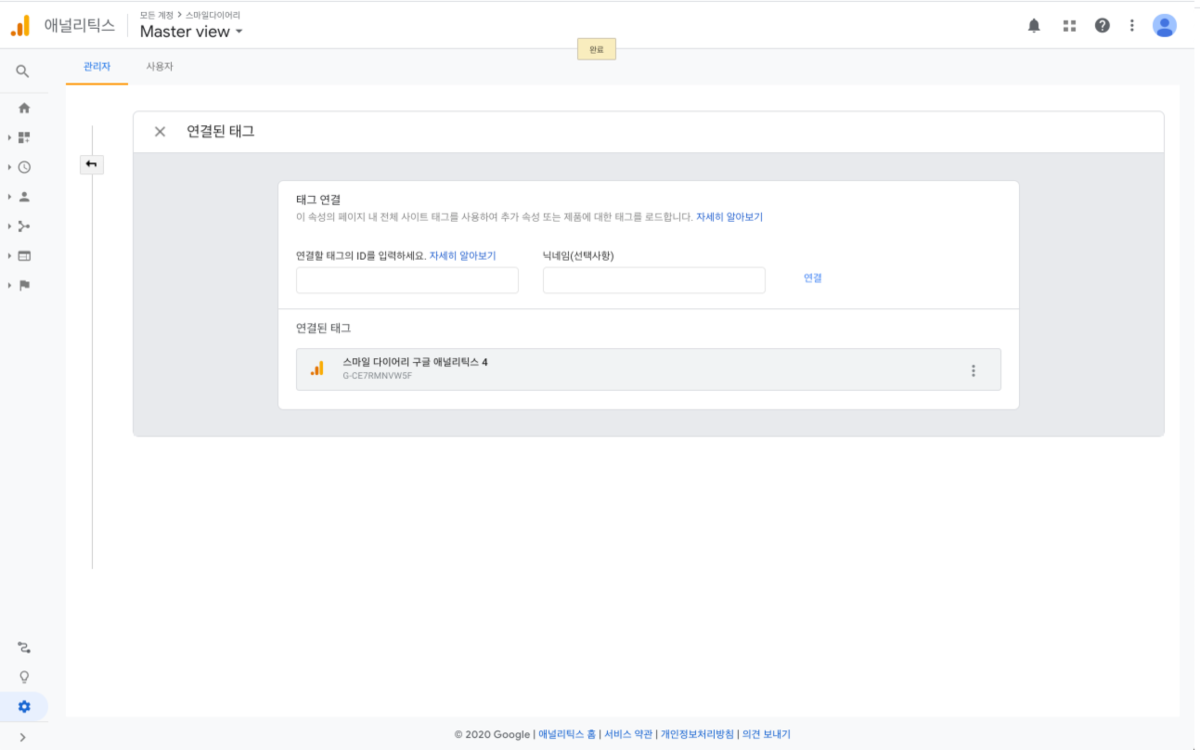 애널리틱스
모든 계정 > 스마일다이어리
Master view
완료
관리자
사용자
연결된 태그
태그 연결
이 속성의 페이지 내 전체 사이트 태그를 사용하여 추가 속성 또는 제품에 대한 태그를 로드합니다. 자세히 알아보기
연결할 태그의 ID를 입력하세요. 자세히 알아보기
닉네임(선택사항)
연결
연결된 태그
스마일 다이어리 구글 애널리틱스 4
G-CE7RMNVWSF
© 2020 Google | 애널리틱스 홈 | 서비스 약관 | 개인정보처리방침 | 의견 보내기